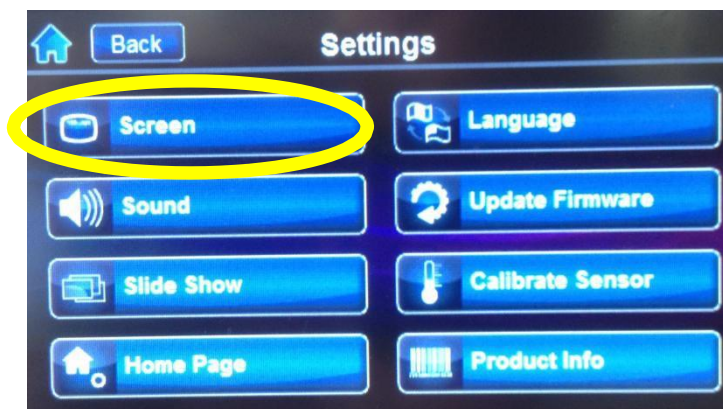 Back Settings
Screen
Language
Sound
Update Firmware
Slide Show
Calibrate Sensor
Home Page
Product Info